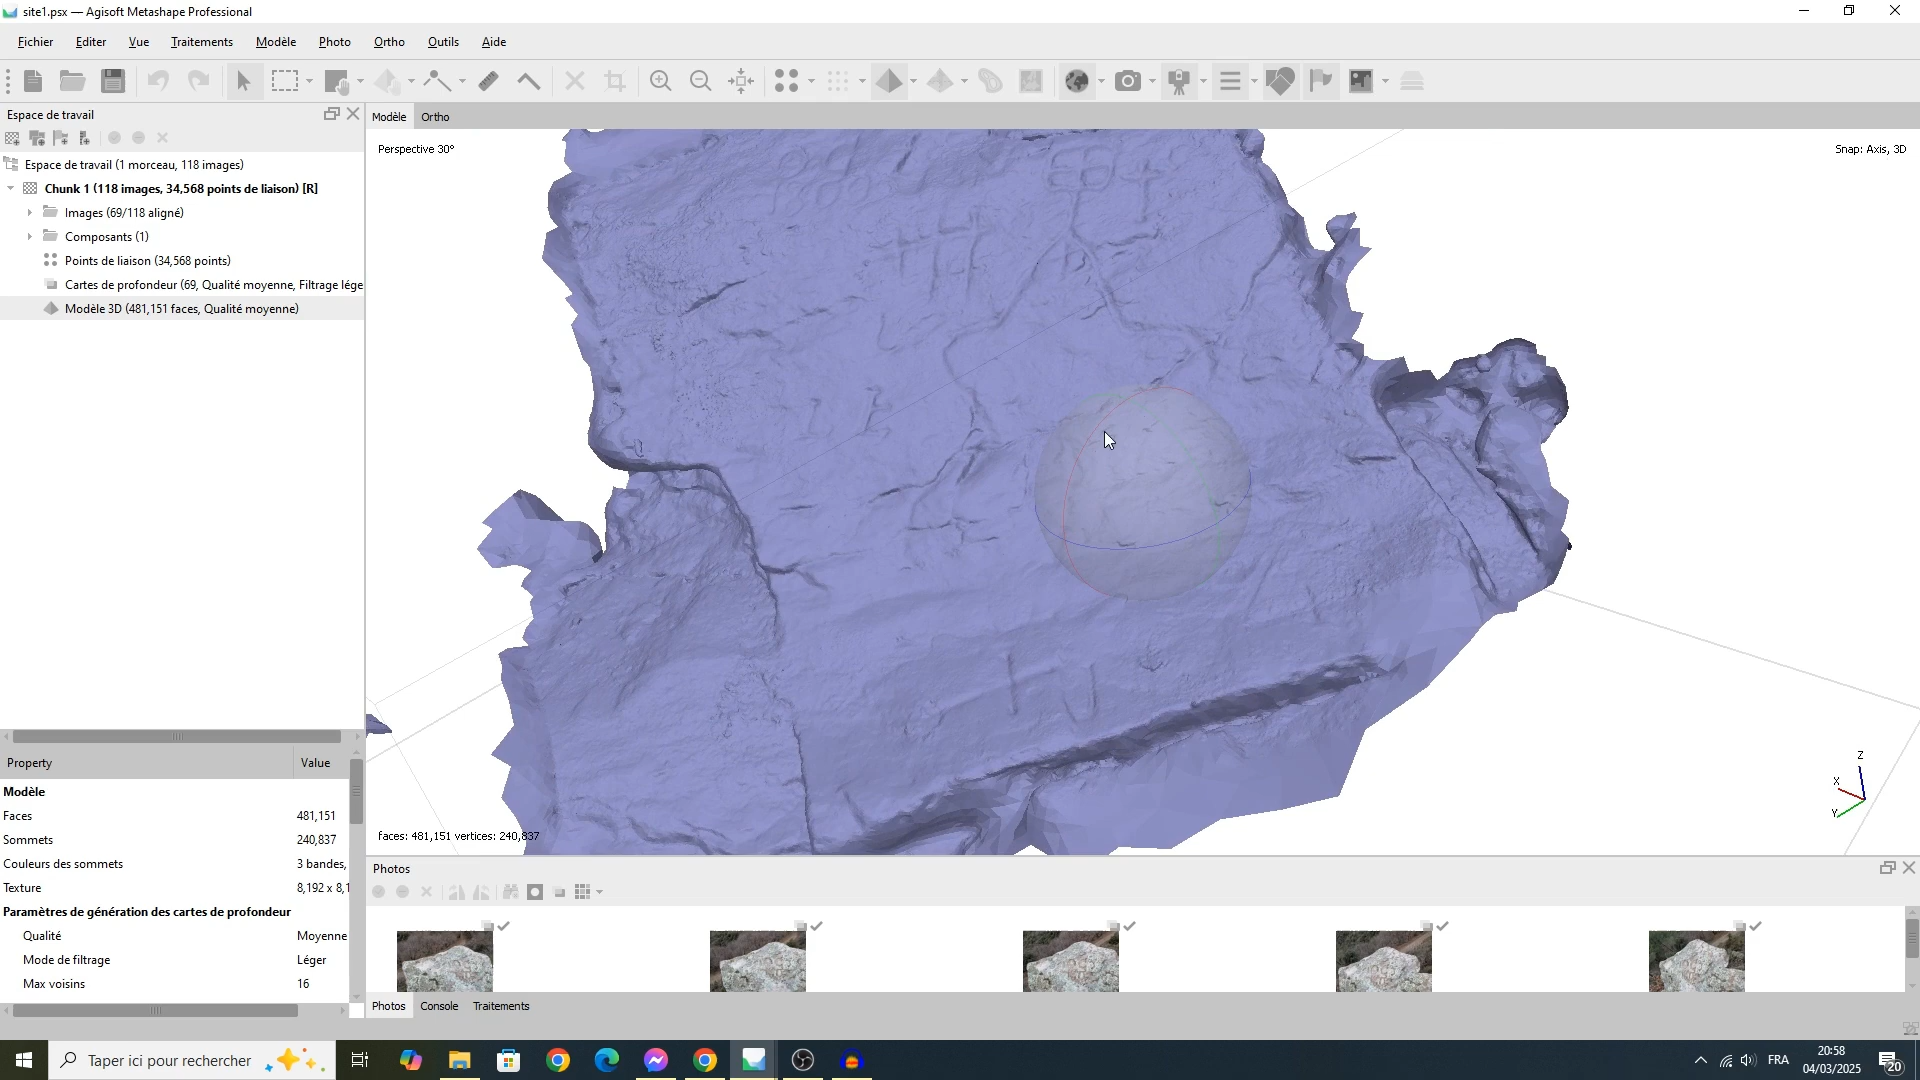 site1.psx — Agisoft Metashape Professional
Fichier Editer Vue Traitements Modèle Photo Ortho Outils Aide
Espace de travail
Modèle Ortho
Perspective 30°
Snap: Axis, 3D
Espace de travail (1 morceau, 118 images)
Chunk 1 (118 images, 34,568 points de liaison) [R]
Images (69/118 aligné)
Composants (1)
Points de liaison (34,568 points)
Cartes de profondeur (69, Qualité moyenne, Filtrage lége
Modèle 3D (481,151 faces, Qualité moyenne)
Property Value
Modèle
Faces 481,151
Sommets 240,837
Couleurs des sommets 3 bandes,
Texture 8,192 x 8,1
Paramètres de génération des cartes de profondeur
Qualité Moyenne
Mode de filtrage Léger
Max voisins 16
Z
X
Y
faces: 481,151 vertices: 240,837
Photos
Photos Console Traitements
Taper ici pour rechercher
FRA
20:58
04/03/2025
20